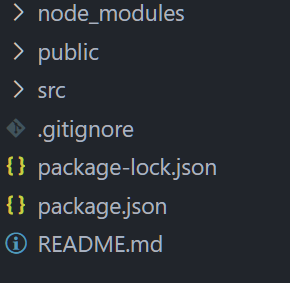 node_modules
public
src
.gitignore
{} package-lock.json
{} package.json
README.md